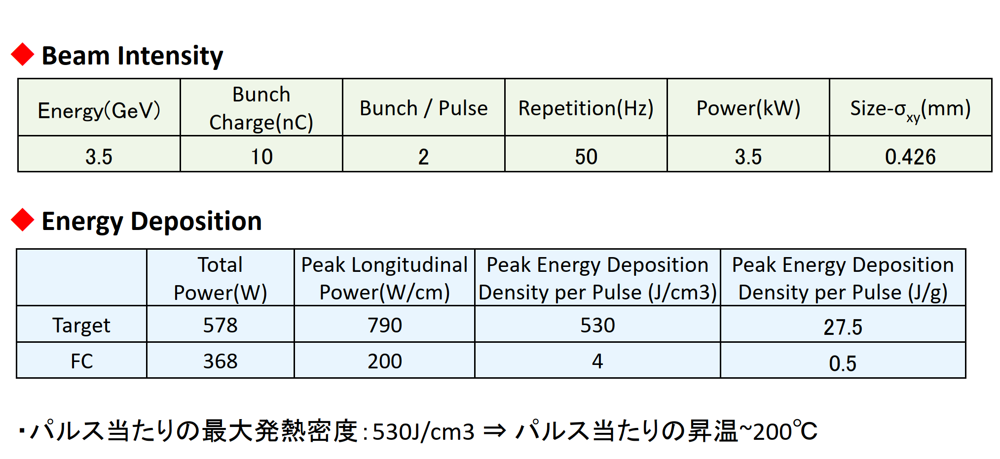 ◆ Beam Intensity
Energy(GeV) Bunch Charge(nC) Bunch / Pulse Repetition(Hz) Power(kW) Size-σxy(mm)
3.5 10 2 50 3.5 0.426
◆ Energy Deposition
Total Power(W) Peak Longitudinal Power(W/cm) Peak Energy Deposition Density per Pulse (J/cm3) Peak Energy Deposition Density per Pulse (J/g)
Target 578 790 530 27.5
FC 368 200 4 0.5
・パルス当たりの最大発熱密度：530J/cm3 ⇒ パルス当たりの昇温~200℃